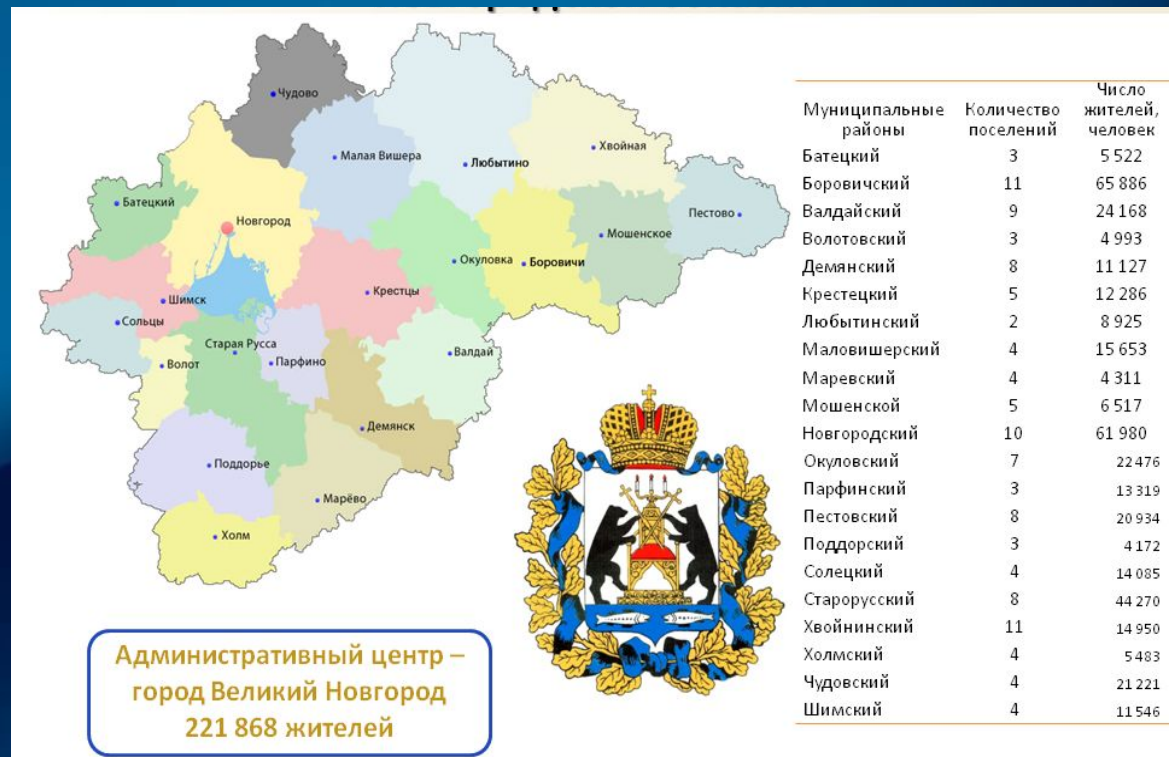 Чудово
Малая Вишера
Любытино
Хвойная
Батецкий
Новгород
Пестово
Мошенское
Окуловка
Боровичи
Крестцы
Шимск
Сольцы
Старая Русса
Парфино
Волот
Валдай
Демянск
Поддорье
Марёво
Холм
Административный центр –
город Великий Новгород
221 868 жителей
Муниципальные районы Количество поселений Число жителей, человек
Батецкий 3 5 522
Боровичский 11 65 886
Валдайский 9 24 168
Волотовский 3 4 993
Демянский 8 11 127
Крестецкий 5 12 286
Любытинский 2 8 925
Маловишерский 4 15 653
Маревский 4 4 311
Мошенской 5 6 517
Новгородский 10 61 980
Окуловский 7 22 476
Парфинский 3 13 319
Пестовский 8 20 934
Поддорский 3 4 172
Солецкий 4 14 085
Старорусский 8 44 270
Хвойнинский 11 14 950
Холмский 4 5 483
Чудовский 4 21 221
Шимский 4 11 546